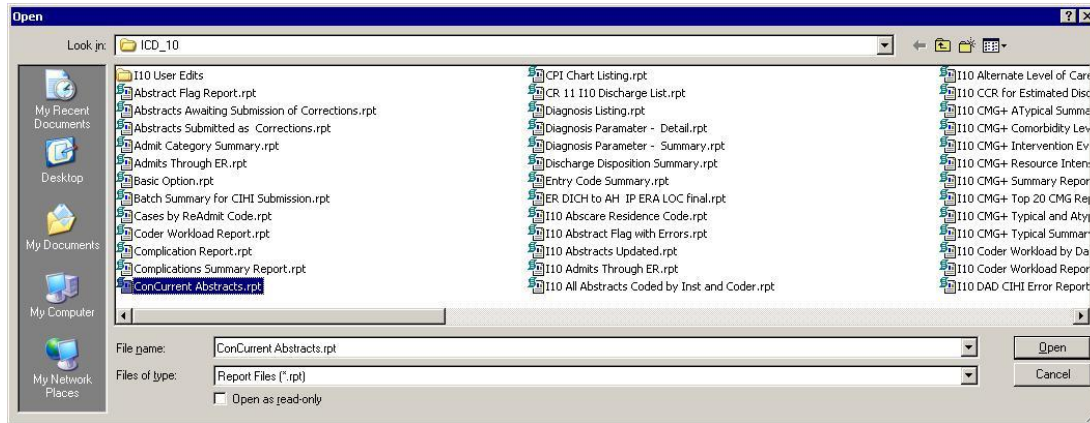 Open
Look in:
ICD_10
My Recent
Documents
Desktop
My Documents
My Computer
My Network
Places
I10 User Edits
Abstract Flag Report.rpt
Abstracts Awaiting Submission of Corrections.rpt
Abstracts Submitted as Corrections.rpt
Admit Category Summary.rpt
Admits Through ER.rpt
Basic Option.rpt
Batch Summary for CIHI Submission.rpt
Cases by ReAdmit Code.rpt
Coder Workload Report.rpt
Complication Report.rpt
Complications Summary Report.rpt
ConCurrent Abstracts.rpt
CPI Chart Listing.rpt
CR 11 I10 Discharge List.rpt
Diagnosis Listing.rpt
Diagnosis Paramater - Detail.rpt
Diagnosis Parameter - Summary.rpt
Discharge Disposition Summary.rpt
Entry Code Summary.rpt
ER DICH to AH IP ERA LOC final.rpt
I10 Abscare Residence Code.rpt
I10 Abstract Flag with Errors.rpt
I10 Abstracts Updated.rpt
I10 Admits Through ER.rpt
I10 All Abstracts Coded by Inst and Coder.rpt
I10 Alternate Level of Care
I10 CCR for Estimated Disc
I10 CMG+ ATypical Summa
I10 CMG+ Comorbidity Lev
I10 CMG+ Intervention Ev
I10 CMG+ Resource Intens
I10 CMG+ Summary Repor
I10 CMG+ Top 20 CMG Rep
I10 CMG+ Typical and Atyp
I10 CMG+ Typical Summar
I10 Coder Workload by Da
I10 Coder Workload Repor
I10 DAD CIHI Error Report
File name:
ConCurrent Abstracts.rpt
Open
Files of type:
Report Files (*.rpt)
Cancel
Open as read-only